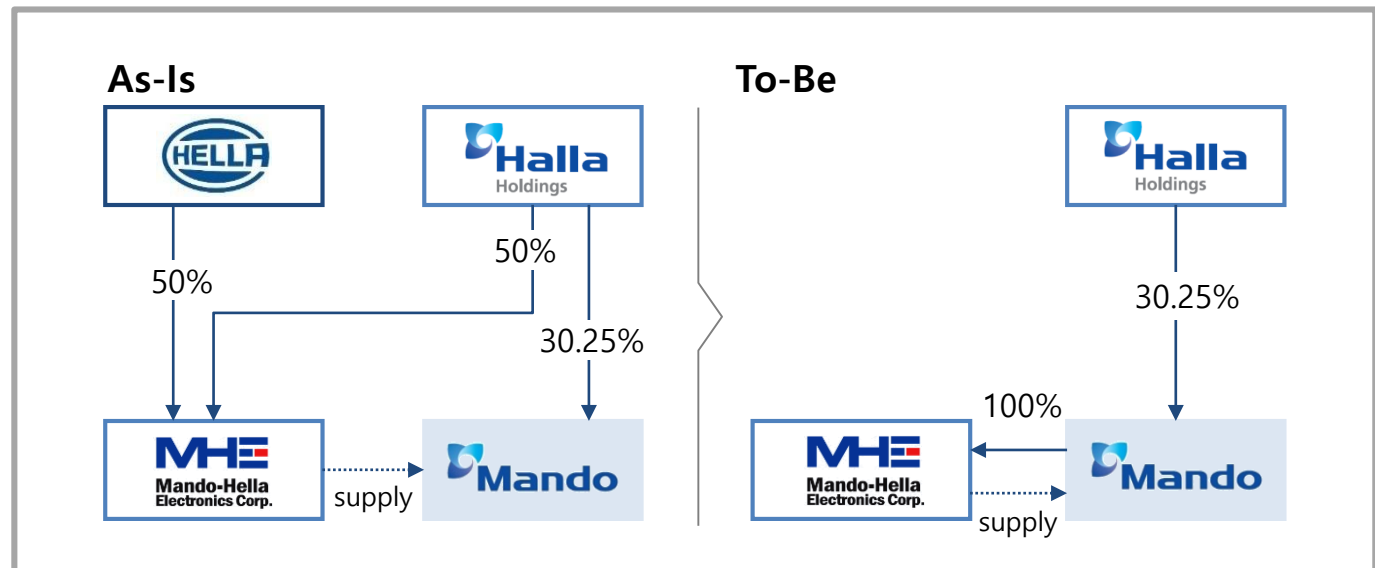 As-Is
HELLA
Halla
Holdings
50%
50%
30.25%
MHE
Mando-Hella
Electronics Corp.
supply
Mando
To-Be
Halla
Holdings
30.25%
100%
MHE
Mando-Hella
Electronics Corp.
supply
Mando